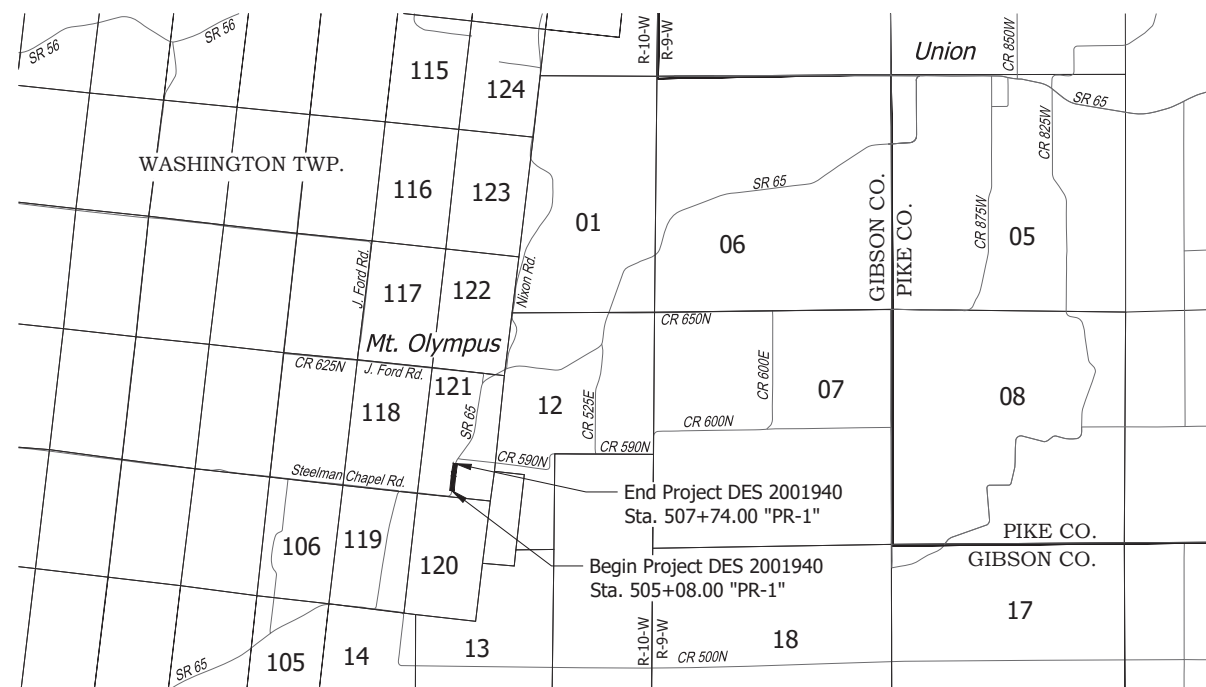 SR 56
SR 56
R-10-W
R-9-W
Union
CR 850W
115
124
SR 65
CR 825W
WASHINGTON TWP.
116
123
SR 65
01
06
GIBSON CO.
PIKE CO.
CR 875W
05
J. Ford Rd.
117
122
Nixon Rd.
CR 650N
Mt. Olympus
CR 625N
J. Ford Rd.
121
118
SR 65
12
CR 525E
CR 600E
07
08
CR 600N
CR 590N
CR 590N
Steelman Chapel Rd.
End Project DES 2001940
Sta. 507+74.00 "PR-1"
106
119
120
Begin Project DES 2001940
Sta. 505+08.00 "PR-1"
PIKE CO.
GIBSON CO.
SR 65
105
14
13
R-10-W
R-9-W
CR 500N
18
17